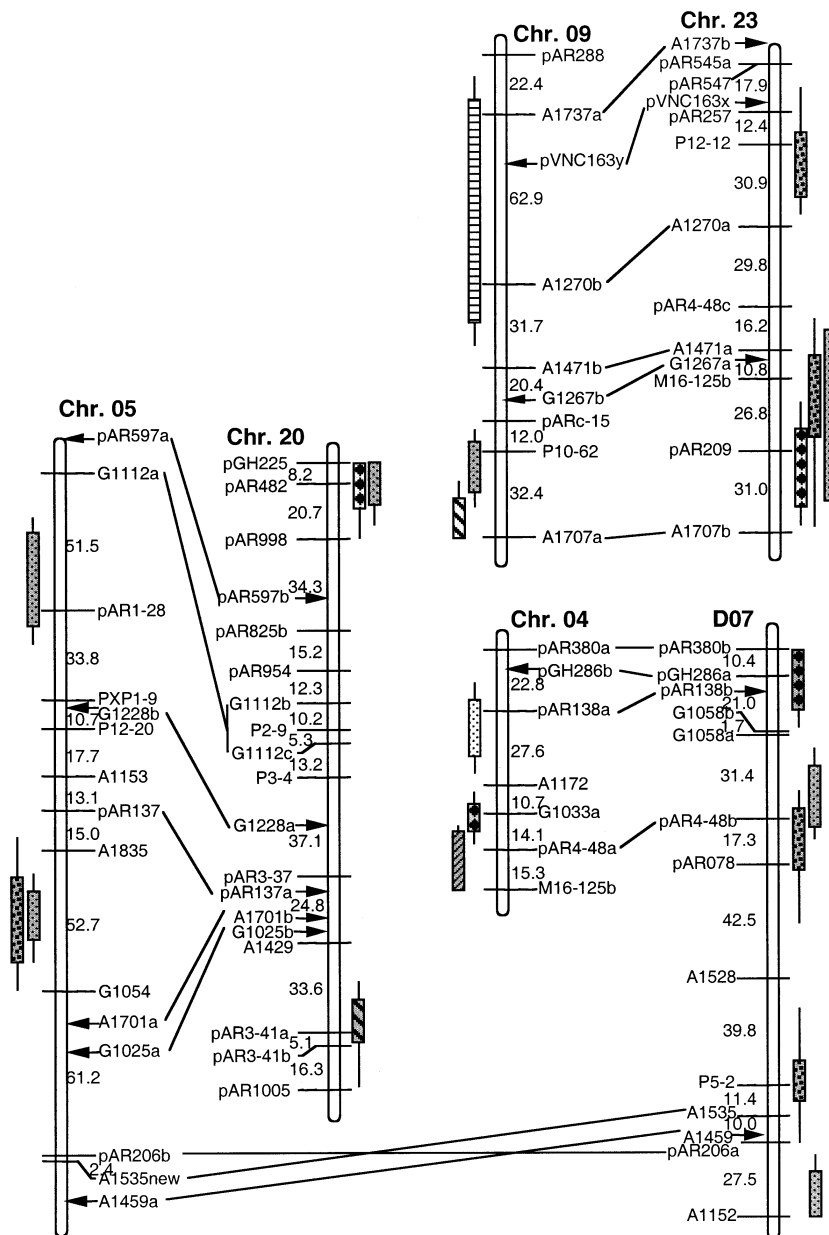 Chr. 09
pAR288
22.4
A1737a
pVNC163y
62.9
A1270b
31.7
A1471b
20.4
G1267b
pARc-15
12.0
P10-62
32.4
A1707a
Chr. 23
A1737b
pAR545a
pAR547
17.9
pVNC163x
pAR257
12.4
P12-12
30.9
A1270a
29.8
pAR4-48c
16.2
A1471a
G1267a
10.8
M16-125b
26.8
pAR209
31.0
A1707b
Chr. 05
pAR597a
G1112a
51.5
pAR1-28
33.8
PXP1-9
G1228b
10.7
P12-20
17.7
A1153
13.1
pAR137
15.0
A1835
52.7
G1054
A1701a
G1025a
61.2
pAR206b
2.4
A1535new
A1459a
Chr. 20
pGH225
8.2
pAR482
20.7
pAR998
34.3
pAR597b
pAR825b
15.2
pAR954
12.3
G1112b
10.2
P2-9
5.3
G1112c
13.2
P3-4
G1228a
37.1
pAR3-37
pAR137a
24.8
A1701b
G1025b
A1429
33.6
pAR3-41a
5.1
pAR3-41b
16.3
pAR1005
Chr. 04
pAR380a
pGH286b
22.8
pAR138a
27.6
A1172
10.7
G1033a
14.1
pAR4-48a
15.3
M16-125b
D07
pAR380b
10.4
pGH286a
pAR138b
21.0
G1058b
1.7
G1058a
31.4
pAR4-48b
17.3
pAR078
42.5
A1528
39.8
P5-2
11.4
A1535
10.0
A1459
pAR206a
27.5
A1152